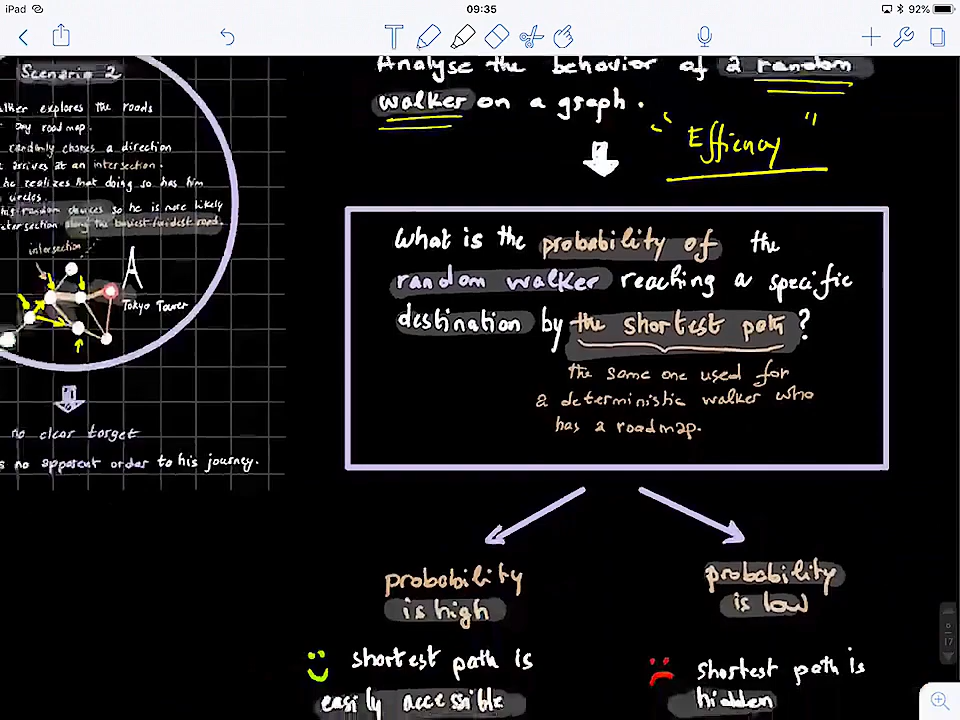 iPad
09:35
92%
Scenario 2
explores the roads
any roadmap.
randomly chooses a direction
arrives at an intersection.
he realizes that doing so has him
circles.
his random choices so he is more likely
intersection along the busiest/widest road.
intersection
Tokyo Tower
no clear target
no apparent order to his journey.
Analyse the behavior of a random
walker on a graph.
"Efficacy"
What is the probability of the
random walker reaching a specific
destination by the shortest path?
the same one used for
a deterministic walker who
has a roadmap.
probability
is high
shortest path is
easily accessible
probability
is low
shortest path is
hidden